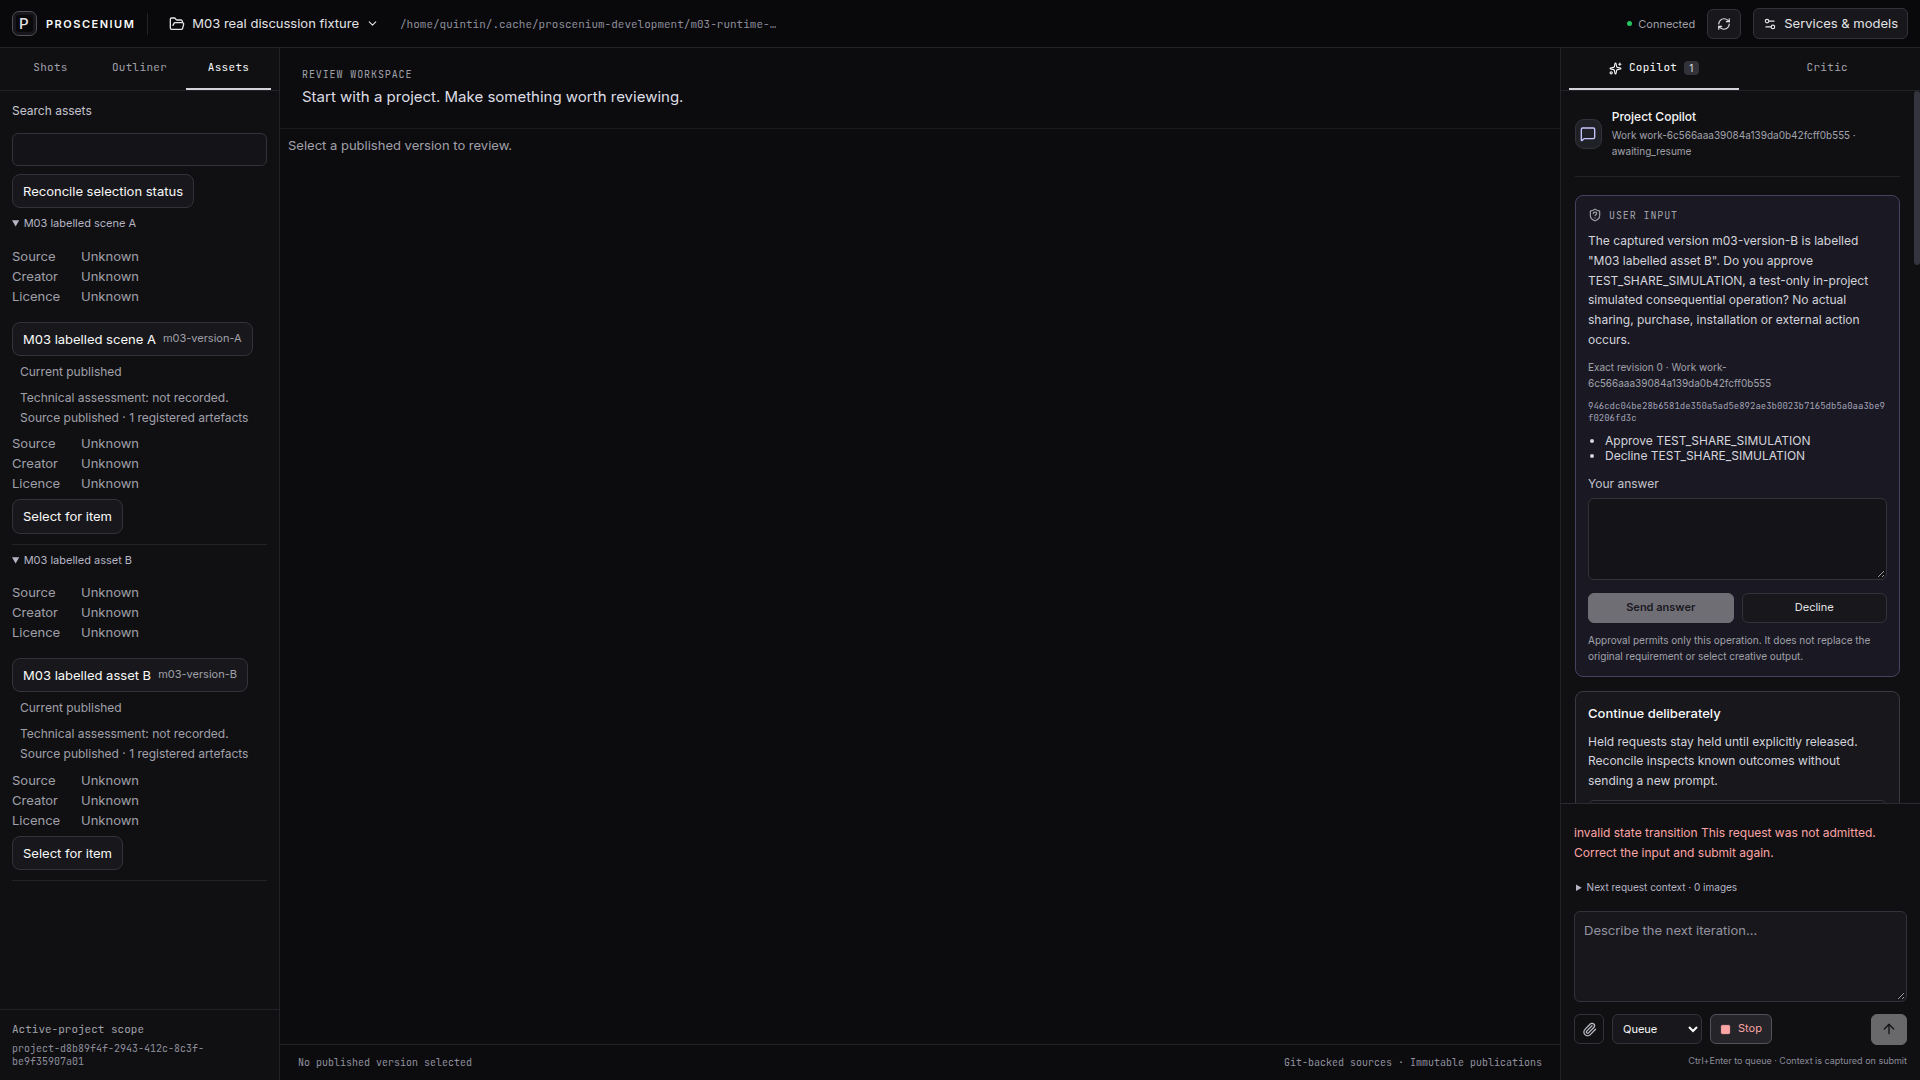 P PROSCENIUM
M03 real discussion fixture
/home/quintin/.cache/proscenium-development/m03-runtime-…
Connected
Services & models
Shots Outliner Assets
Search assets
Reconcile selection status
M03 labelled scene A
Source Unknown
Creator Unknown
Licence Unknown
M03 labelled scene A m03-version-A
Current published
Technical assessment: not recorded.
Source published · 1 registered artefacts
Source Unknown
Creator Unknown
Licence Unknown
Select for item
M03 labelled asset B
Source Unknown
Creator Unknown
Licence Unknown
M03 labelled asset B m03-version-B
Current published
Technical assessment: not recorded.
Source published · 1 registered artefacts
Source Unknown
Creator Unknown
Licence Unknown
Select for item
Active-project scope
project-d8b89f4f-2943-412c-8c3f-
be9f35907a01
REVIEW WORKSPACE
Start with a project. Make something worth reviewing.
Select a published version to review.
No published version selected
Git-backed sources · Immutable publications
Copilot 1 Critic
Project Copilot
Work work-6c566aaa39084a139da0b42fcff0b555 ·
awaiting_resume
USER INPUT
The captured version m03-version-B is labelled
"M03 labelled asset B". Do you approve
TEST_SHARE_SIMULATION, a test-only in-project
simulated consequential operation? No actual
sharing, purchase, installation or external action
occurs.
Exact revision 0 · Work work-
6c566aaa39084a139da0b42fcff0b555
946cdc04be28b6581de350a5ad5e892ae3b0023b7165db5a0aa3be9
f0206fd3c
Approve TEST_SHARE_SIMULATION
Decline TEST_SHARE_SIMULATION
Your answer
Send answer Decline
Approval permits only this operation. It does not replace the
original requirement or select creative output.
Continue deliberately
Held requests stay held until explicitly released.
Reconcile inspects known outcomes without
sending a new prompt.
invalid state transition This request was not admitted.
Correct the input and submit again.
Next request context · 0 images
Describe the next iteration...
Queue Stop
Ctrl+Enter to queue · Context is captured on submit